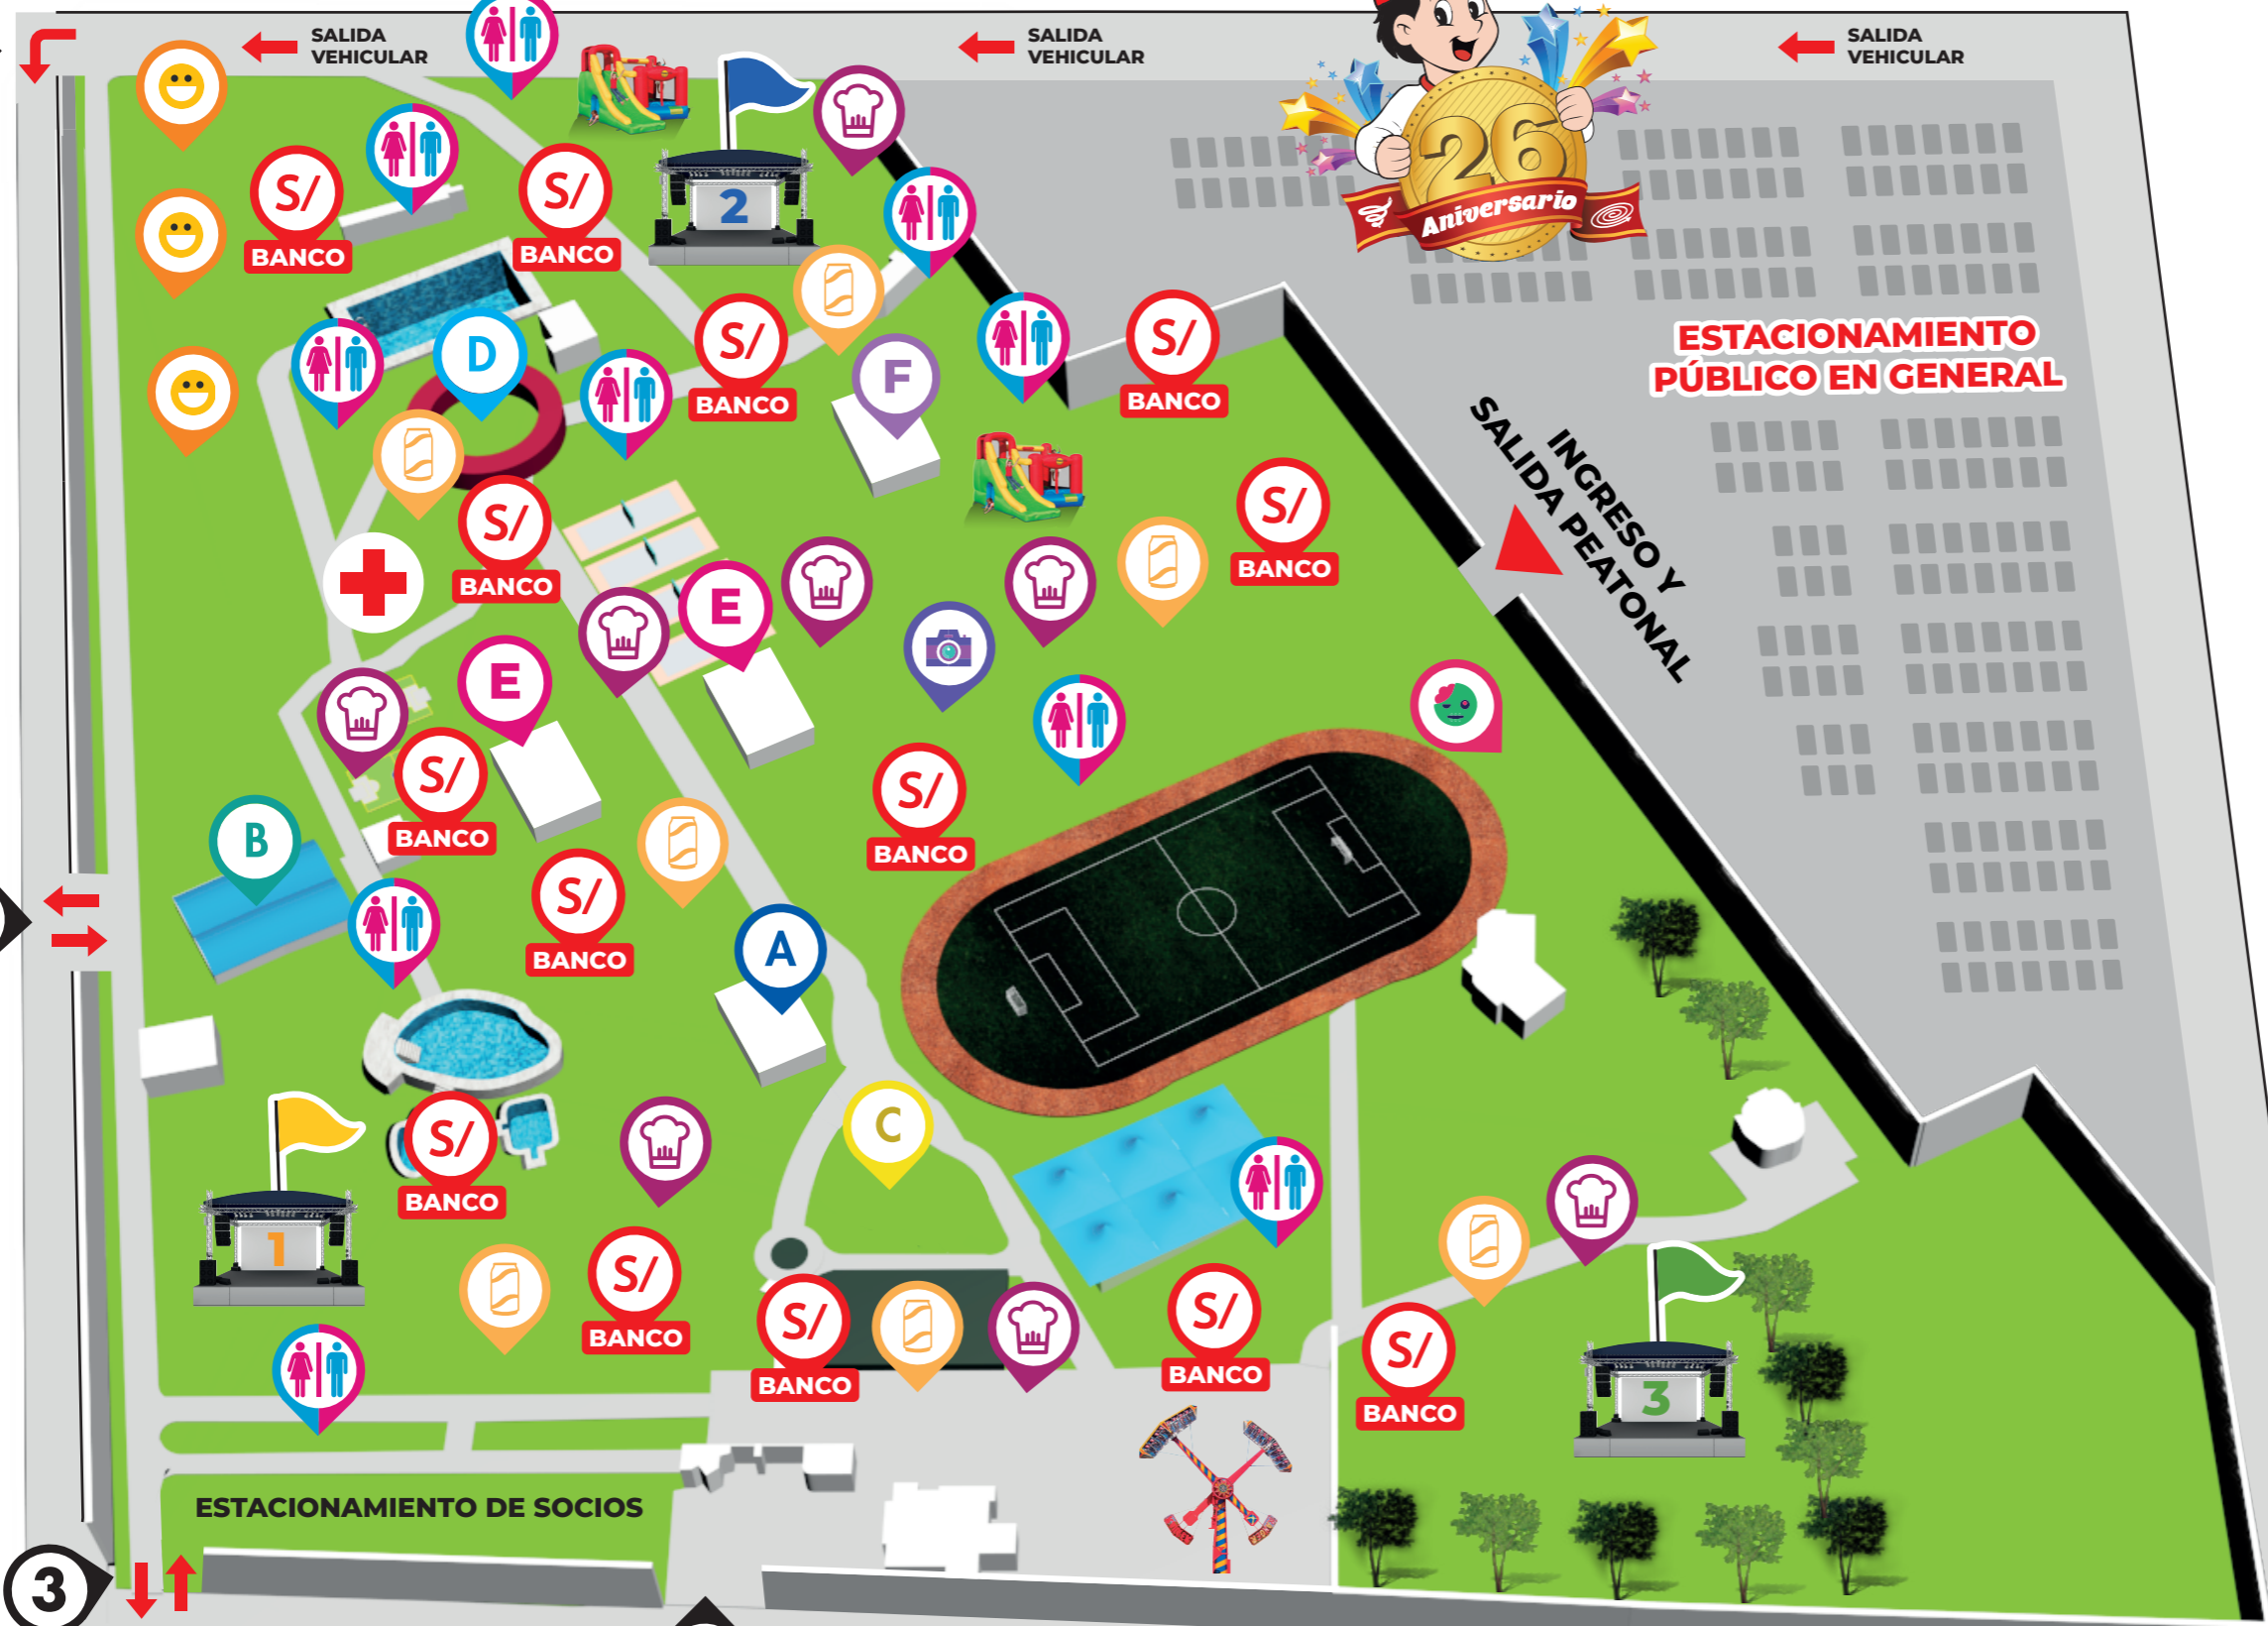 SALIDA
VEHICULAR
SALIDA
VEHICULAR
SALIDA
VEHICULAR
26
Aniversario
S/
BANCO
S/
BANCO
2
D
S/
BANCO
F
S/
BANCO
ESTACIONAMIENTO
PÚBLICO EN GENERAL
INGRESO Y
SALIDA PEATONAL
S/
BANCO
S/
BANCO
E
E
S/
BANCO
S/
BANCO
B
S/
BANCO
A
C
S/
BANCO
1
S/
BANCO
S/
BANCO
S/
BANCO
S/
BANCO
3
ESTACIONAMIENTO DE SOCIOS
3